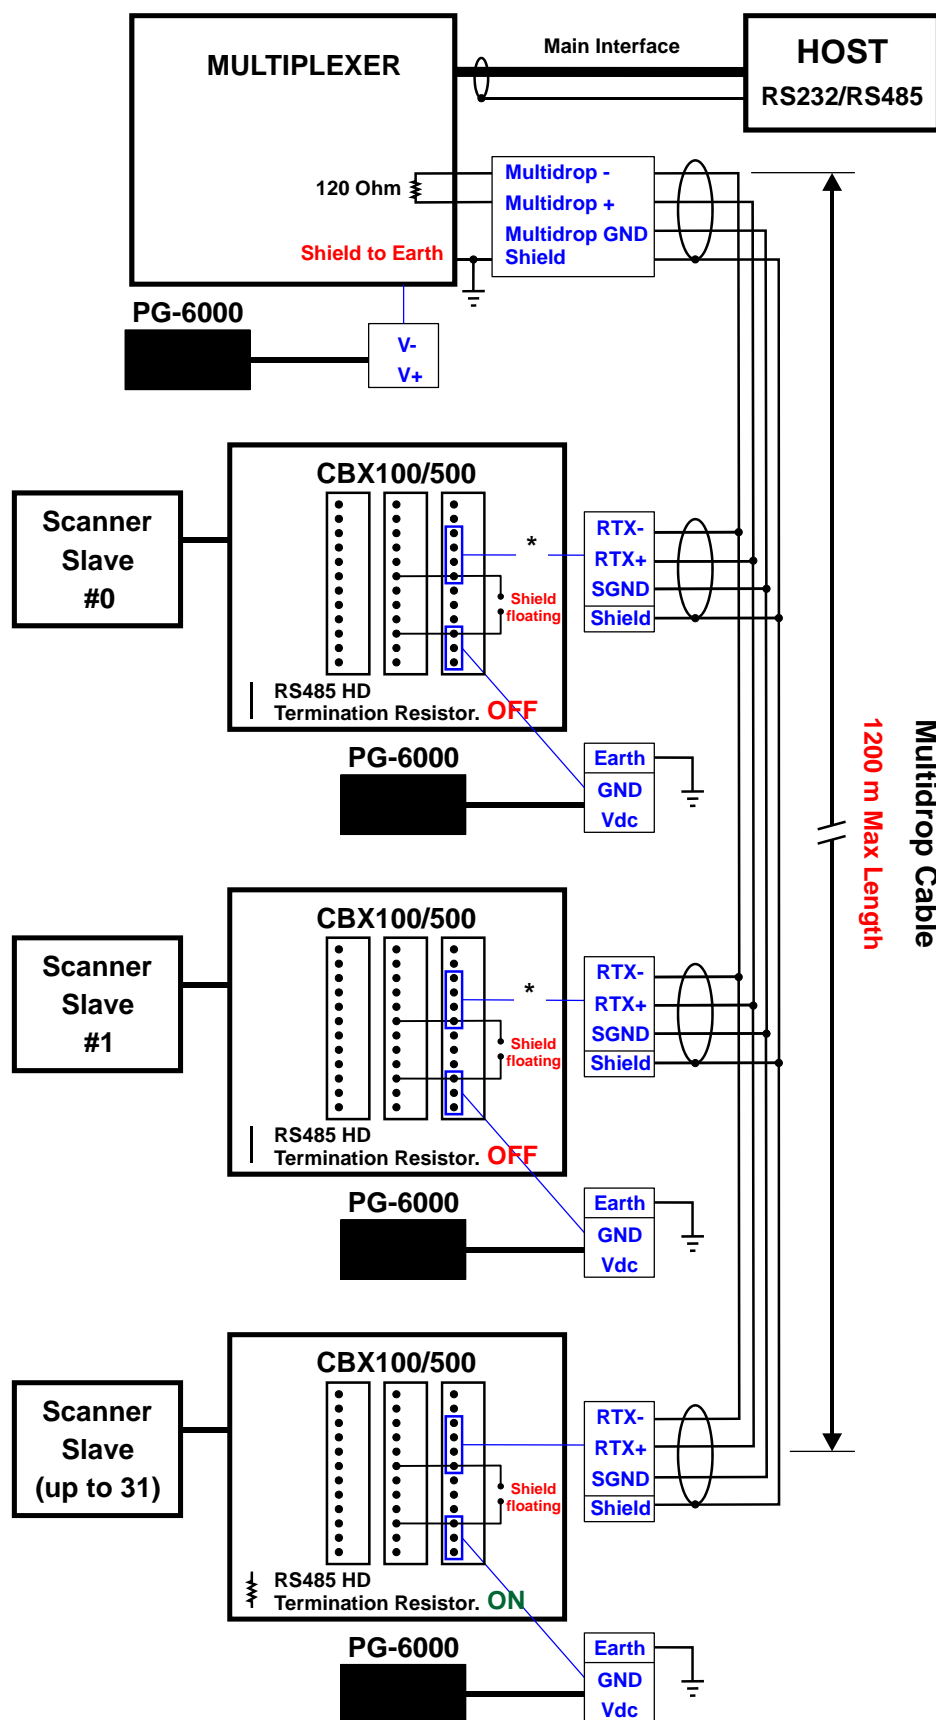 MULTIPLEXER
Main Interface
HOST
RS232/RS485
120 Ohm
Multidrop -
Multidrop +
Multidrop GND
Shield to Earth
Shield
PG-6000
V-
V+
CBX100/500
Scanner
Slave
#0
*
RTX-
RTX+
SGND
Shield
Shield
floating
RS485 HD
Termination Resistor. OFF
PG-6000
Earth
GND
Vdc
Multidrop Cable
1200 m Max Length
CBX100/500
Scanner
Slave
#1
*
RTX-
RTX+
SGND
Shield
Shield
floating
RS485 HD
Termination Resistor. OFF
PG-6000
Earth
GND
Vdc
CBX100/500
Scanner
Slave
(up to 31)
RTX-
RTX+
SGND
Shield
Shield
floating
RS485 HD
Termination Resistor. ON
PG-6000
Earth
GND
Vdc